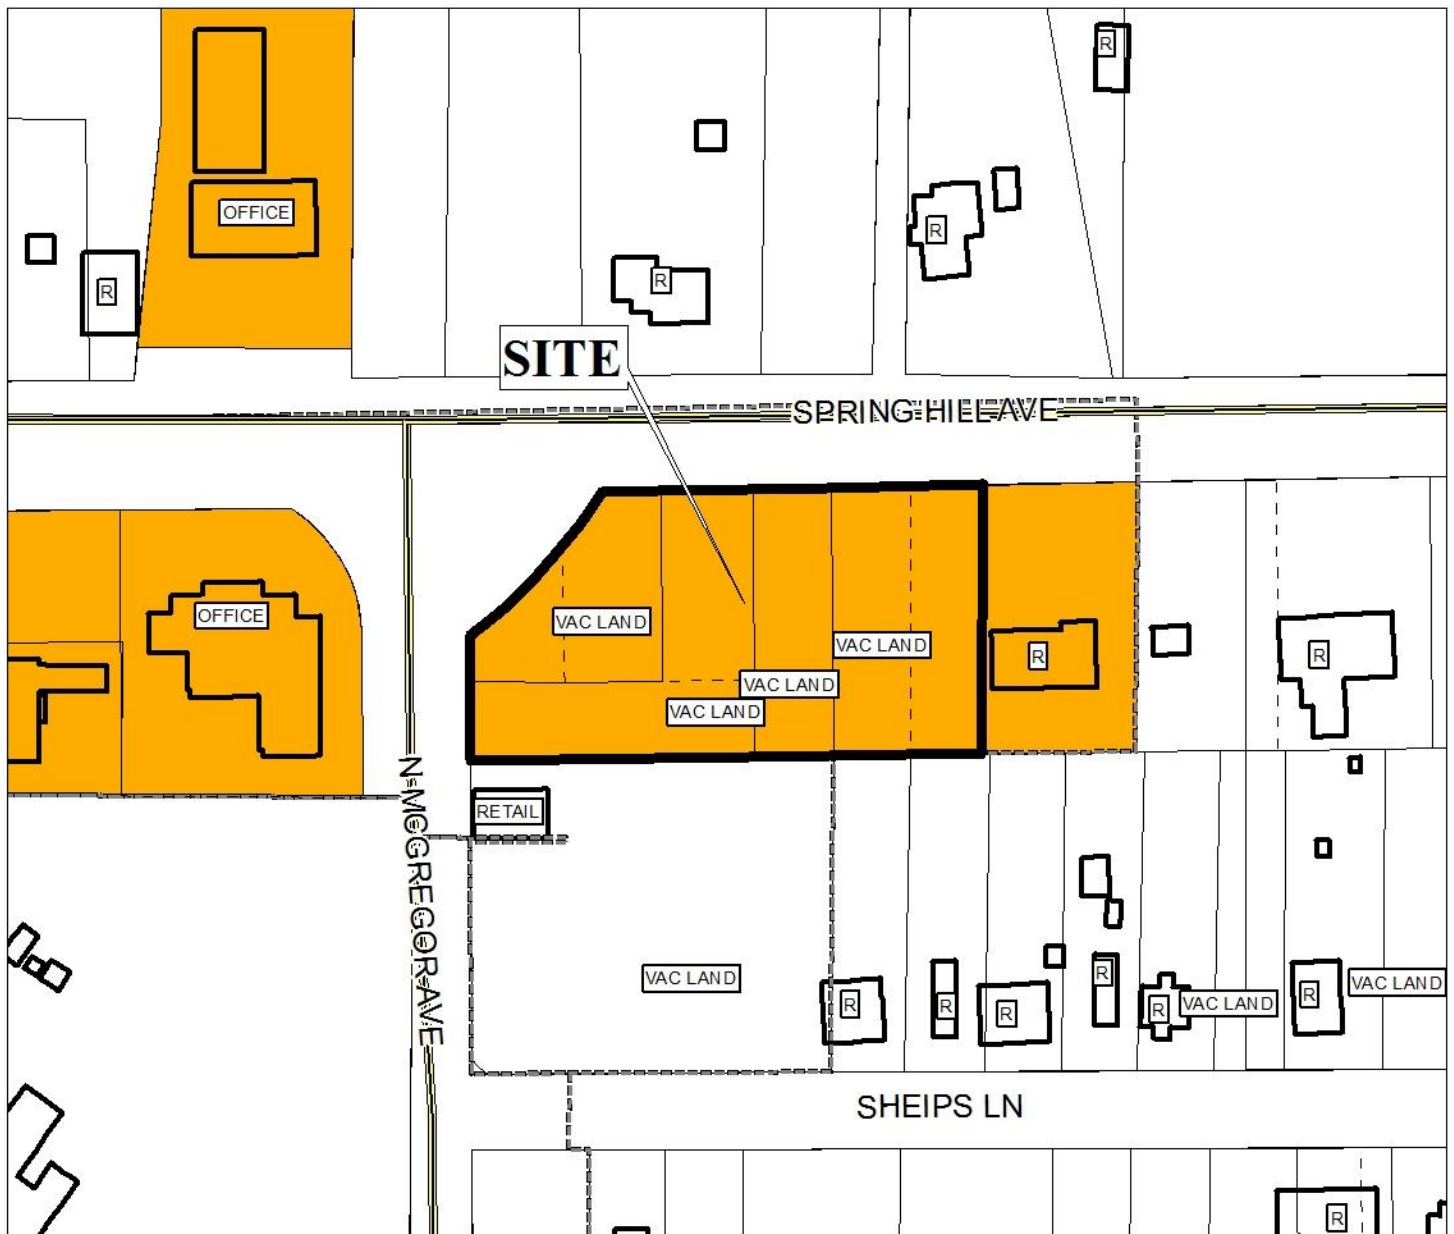 R
OFFICE
R
R
R
SITE
SPRING HILL AVE
OFFICE
VAC LAND
VAC LAND
R
R
VAC LAND
VAC LAND
N MCGREGOR AVE
RETAIL
VAC LAND
R
R
R
R
R
VAC LAND
R
VAC LAND
SHEIPS LN
R